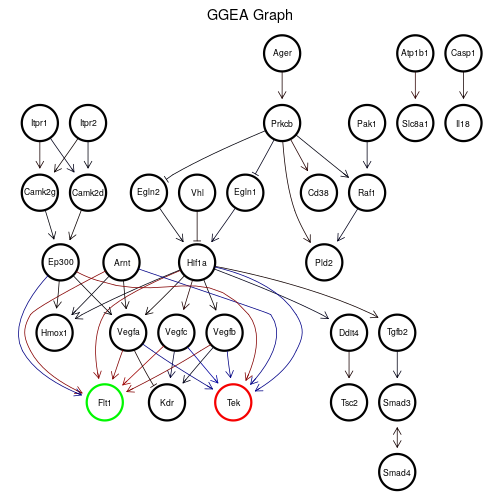 GGEA Graph
Ager
Atp1b1
Casp1
Itpr1
Itpr2
Prkcb
Pak1
Slc8a1
Il18
Camk2g
Camk2d
Egln2
Vhl
Egln1
Cd38
Raf1
Ep300
Arnt
Hif1a
Pld2
Hmox1
Vegfa
Vegfc
Vegfb
Ddit4
Tgfb2
Flt1
Kdr
Tek
Tsc2
Smad3
Smad4